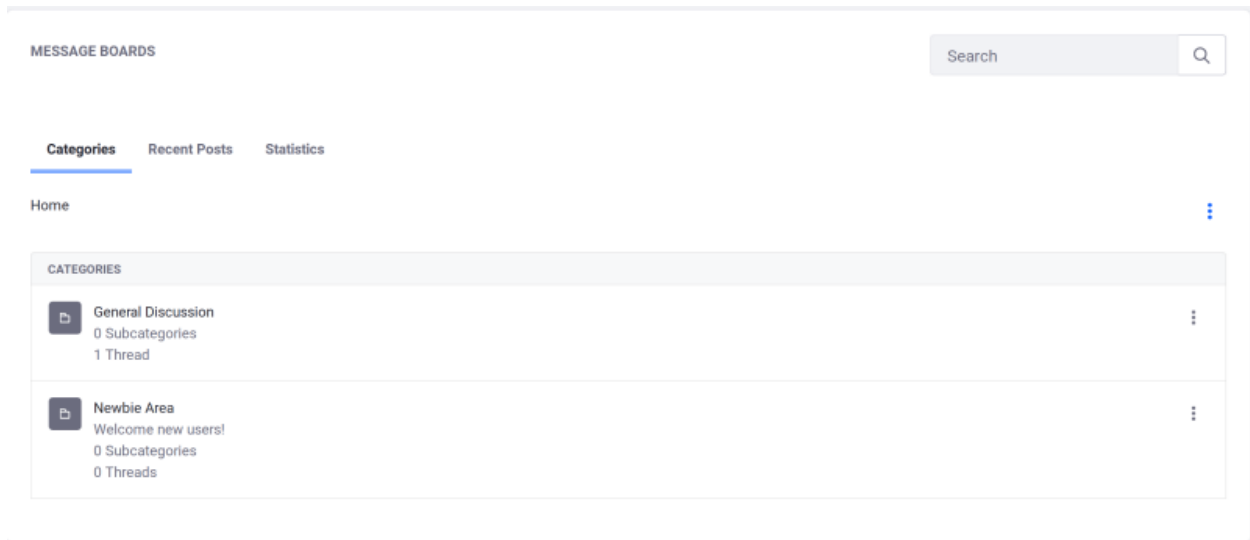 MESSAGE BOARDS
Search
Categories Recent Posts Statistics
Home
CATEGORIES
General Discussion
0 Subcategories
1 Thread
Newbie Area
Welcome new users!
0 Subcategories
0 Threads